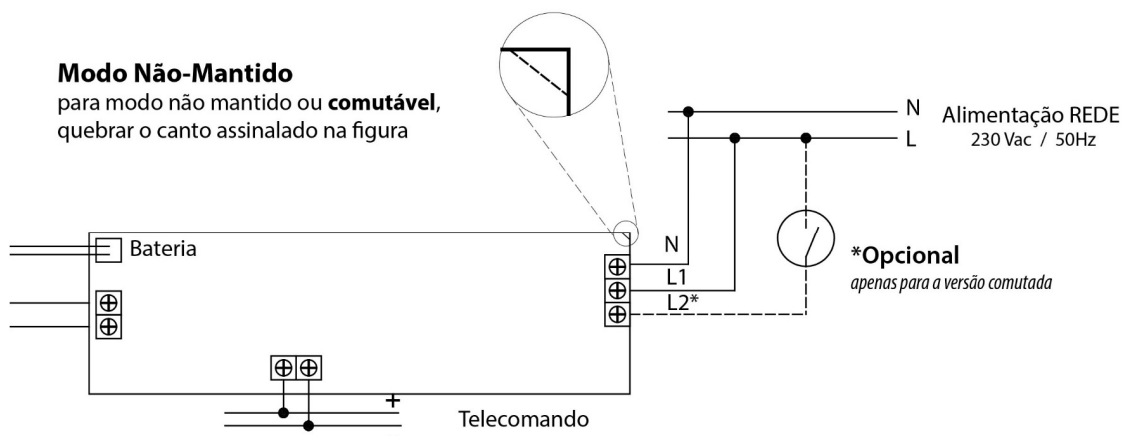 Modo Não-Mantido
para modo não mantido ou comutável,
quebrar o canto assinalado na figura
N
L
Alimentação REDE
230 Vac / 50Hz
Bateria
N
L1
L2*
*Opcional
apenas para a versão comutada
+
Telecomando